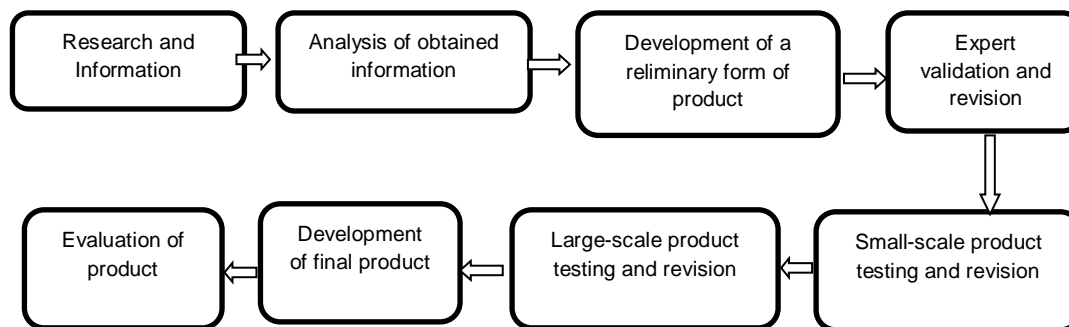 Research and
Information
Analysis of obtained
information
Development of a
reliminary form of
product
Expert
validation and
revision
Small-scale product
testing and revision
Large-scale product
testing and revision
Development
of final product
Evaluation of
product